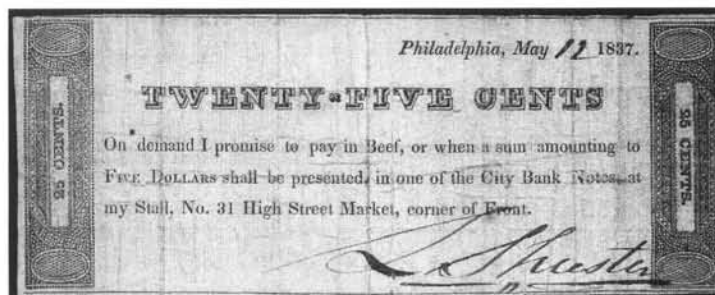 Philadelphia, May 12 1837.
TWENTY-FIVE CENTS
25 CENTS.
On demand I promise to pay in Beef, or when a sum amounting to
FIVE DOLLARS shall be presented, in one of the City Bank Notes, at
my Stall, No. 31 High Street Market, corner of Front.
25 CENTS.